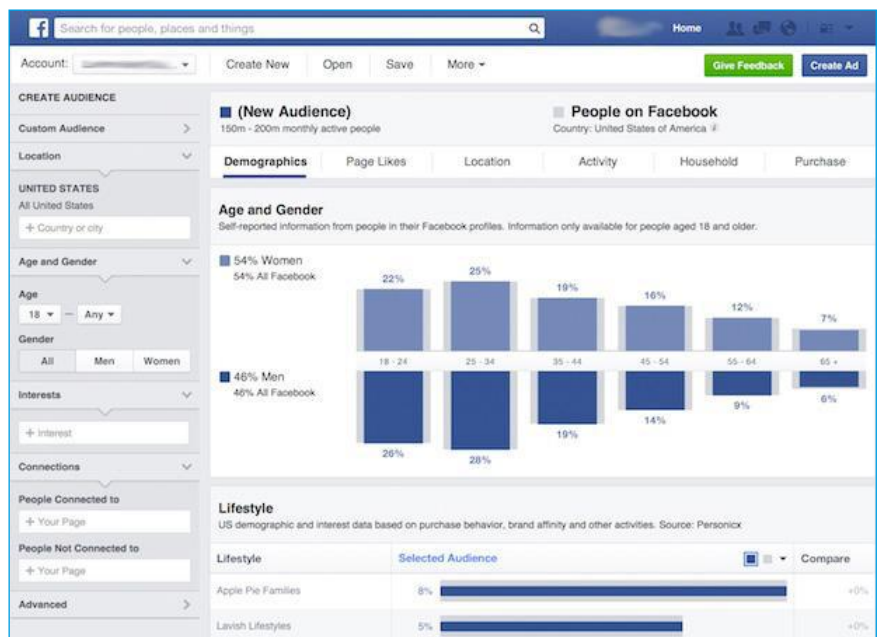 f
Search for people, places and things
Home
Account:
Create New
Open
Save
More
Give Feedback
Create Ad
CREATE AUDIENCE
Custom Audience
Location
UNITED STATES
All United States
+ Country or city
Age and Gender
Age
18 — Any
Gender
All Men Women
Interests
+ Interest
Connections
People Connected to
+ Your Page
People Not Connected to
+ Your Page
Advanced
(New Audience)
150m - 200m monthly active people
People on Facebook
Country: United States of America
Demographics Page Likes Location Activity Household Purchase
Age and Gender
Self-reported information from people in their Facebook profiles. Information only available for people aged 18 and older.
54% Women
54% All Facebook
22% 25% 19% 16% 12% 7%
18 - 24 25 - 34 35 - 44 45 - 54 55 - 64 65 +
46% Men
46% All Facebook
26% 28% 19% 14% 9% 6%
Lifestyle
US demographic and interest data based on purchase behavior, brand affinity and other activities. Source: Personicx
Lifestyle Selected Audience Compare
Apple Pie Families 8% +0%
Lavish Lifestyles 5% +0%